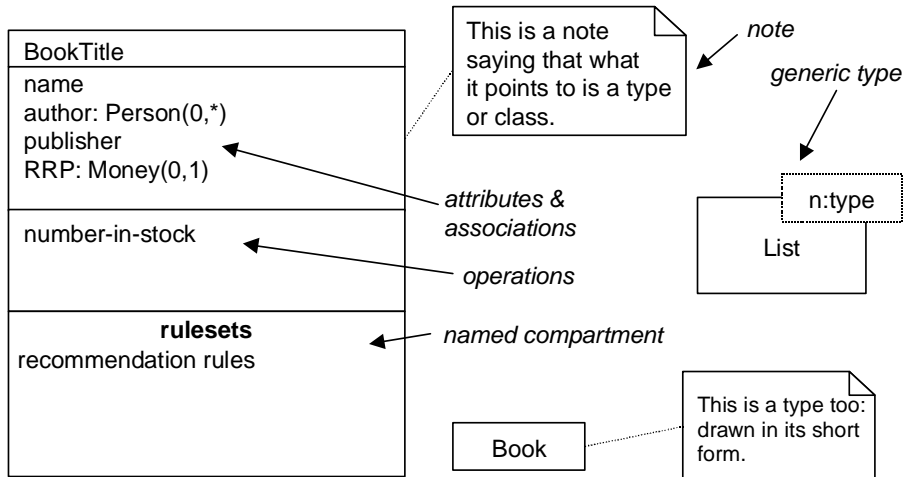 BookTitle
name
author: Person(0,*)
publisher
RRP: Money(0,1)
number-in-stock
rulesets
recommendation rules
This is a note
saying that what
it points to is a type
or class.
note
generic type
attributes &
associations
operations
named compartment
n:type
List
Book
This is a type too:
drawn in its short
form.